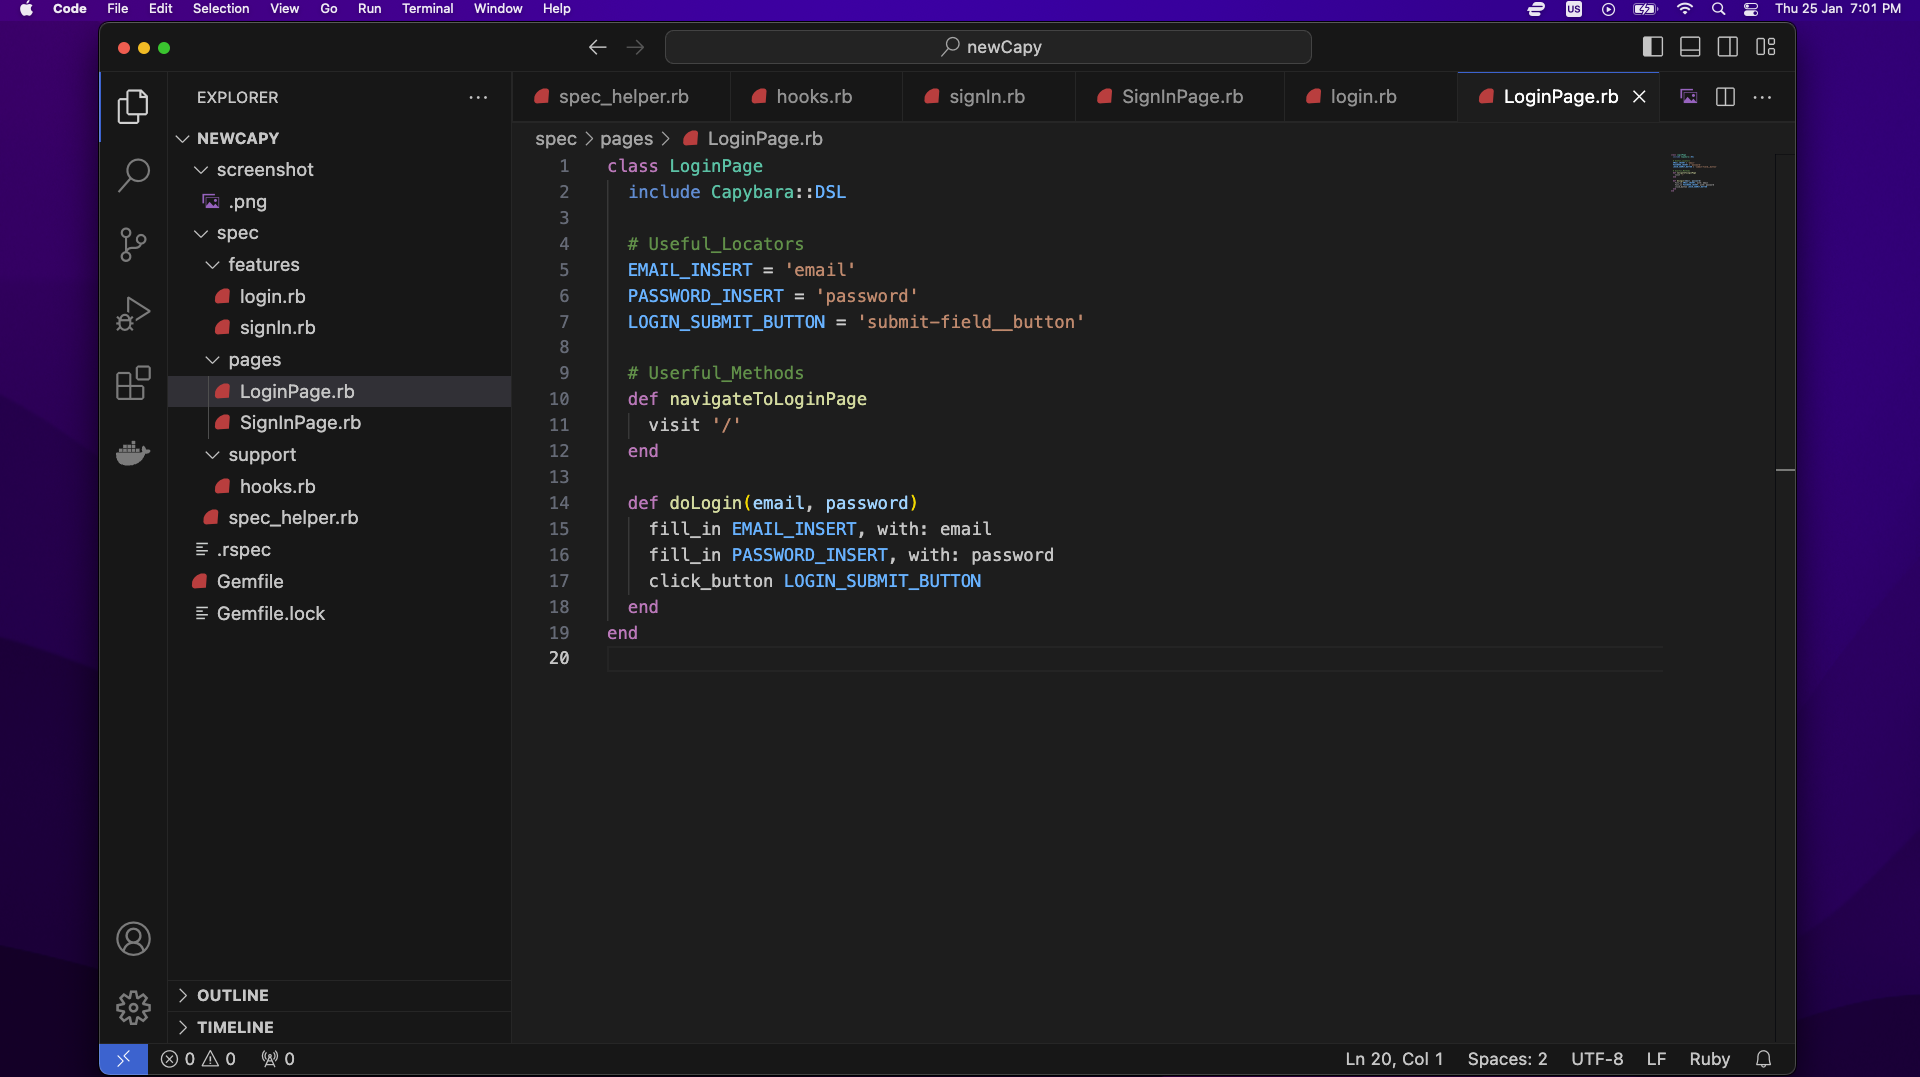 Code File Edit Selection View Go Run Terminal Window Help US Thu 25 Jan 7:01 PM
newCapy
EXPLORER
spec_helper.rb hooks.rb signIn.rb SignInPage.rb login.rb LoginPage.rb
NEWCAPY
screenshot
.png
spec
features
login.rb
signIn.rb
pages
LoginPage.rb
SignInPage.rb
support
hooks.rb
spec_helper.rb
.rspec
Gemfile
Gemfile.lock
OUTLINE
TIMELINE
spec > pages > LoginPage.rb
1 class LoginPage
2 include Capybara::DSL
3
4 # Useful_Locators
5 EMAIL_INSERT = 'email'
6 PASSWORD_INSERT = 'password'
7 LOGIN_SUBMIT_BUTTON = 'submit-field__button'
8
9 # Userful_Methods
10 def navigateToLoginPage
11 visit '/'
12 end
13
14 def doLogin(email, password)
15 fill_in EMAIL_INSERT, with: email
16 fill_in PASSWORD_INSERT, with: password
17 click_button LOGIN_SUBMIT_BUTTON
18 end
19 end
20
0 0 0 Ln 20, Col 1 Spaces: 2 UTF-8 LF Ruby